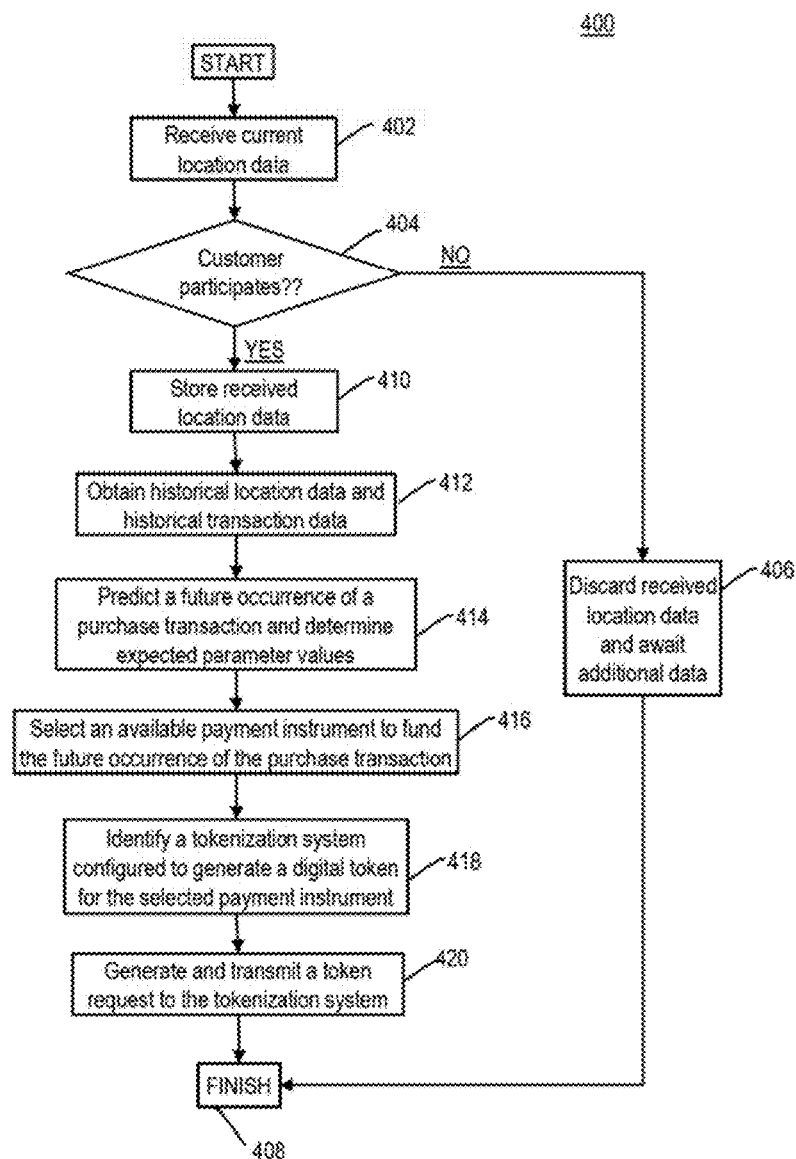 400
START
Receive current
location data
402
Customer
participates??
404
NO
YES
Store received
location data
410
Obtain historical location data and
historical transaction data
412
Predict a future occurrence of a
purchase transaction and determine
expected parameter values
414
Discard received
location data
and await
additional data
406
Select an available payment instrument to fund
the future occurrence of the purchase transaction
416
Identify a tokenization system
configured to generate a digital token
for the selected payment instrument
418
Generate and transmit a token
request to the tokenization system
420
FINISH
408